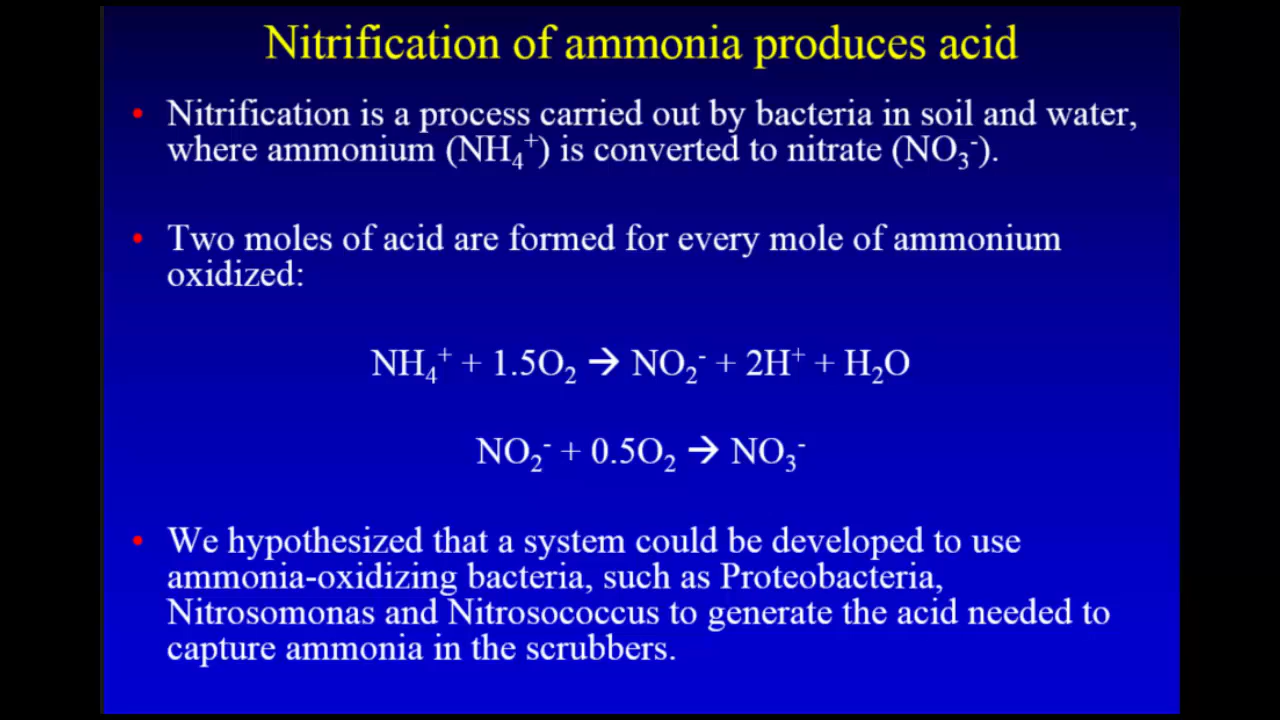 Nitrification of ammonia produces acid
• Nitrification is a process carried out by bacteria in soil and water,
where ammonium (NH₄⁺) is converted to nitrate (NO₃⁻).
• Two moles of acid are formed for every mole of ammonium
oxidized:
NH₄⁺ + 1.5O₂ → NO₂⁻ + 2H⁺ + H₂O
NO₂⁻ + 0.5O₂ → NO₃⁻
• We hypothesized that a system could be developed to use
ammonia-oxidizing bacteria, such as Proteobacteria,
Nitrosomonas and Nitrosococcus to generate the acid needed to
capture ammonia in the scrubbers.